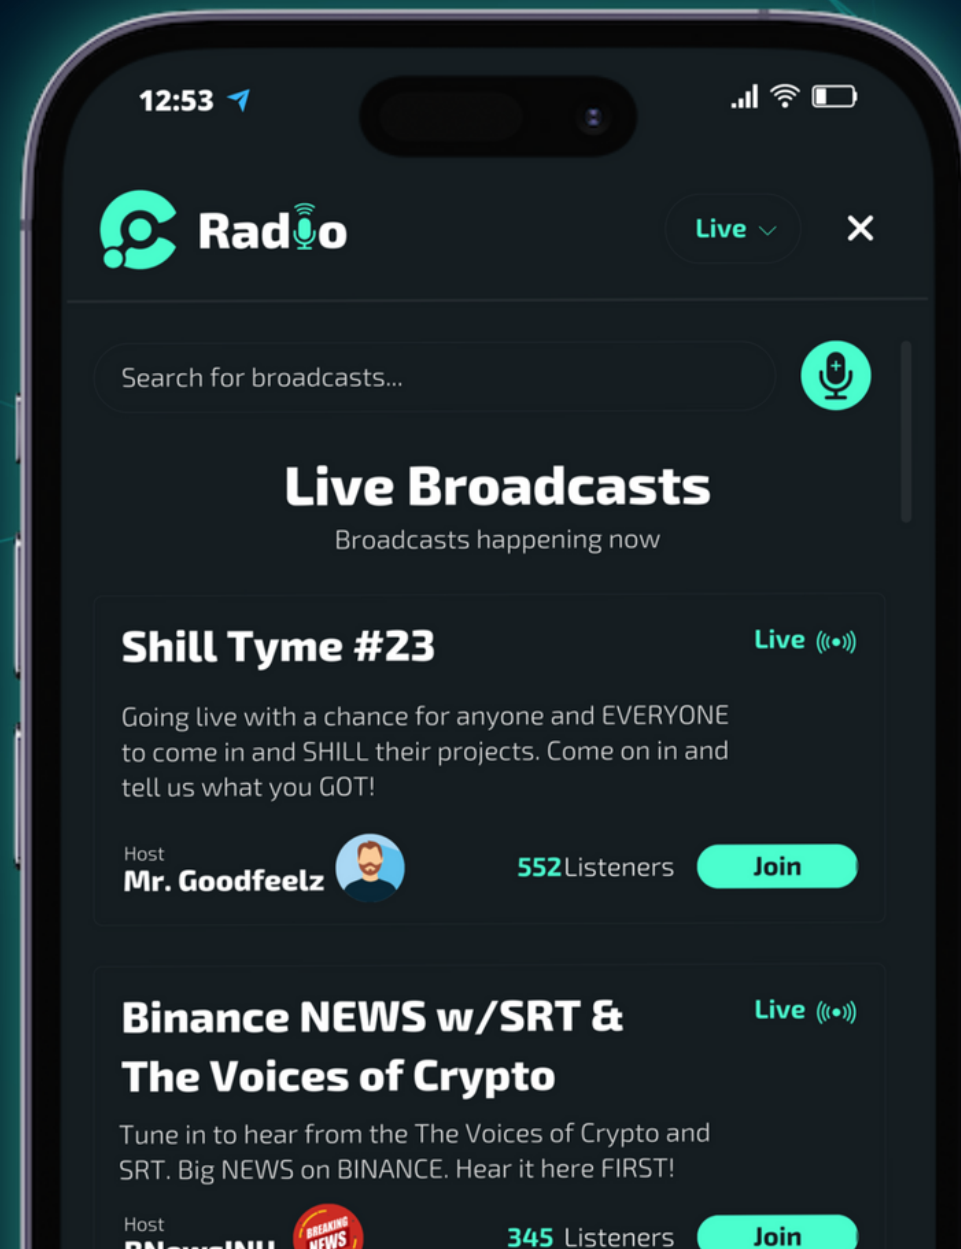 12:53
Radio
Live
Search for broadcasts...
Live Broadcasts
Broadcasts happening now
Shill Tyme #23
Live
Going live with a chance for anyone and EVERYONE
to come in and SHILL their projects. Come on in and
tell us what you GOT!
Host
Mr. Goodfeelz
552 Listeners
Join
Binance NEWS w/SRT &
The Voices of Crypto
Live
Tune in to hear from the The Voices of Crypto and
SRT. Big NEWS on BINANCE. Hear it here FIRST!
Host
BNewsINU
BREAKING
NEWS
345 Listeners
Join